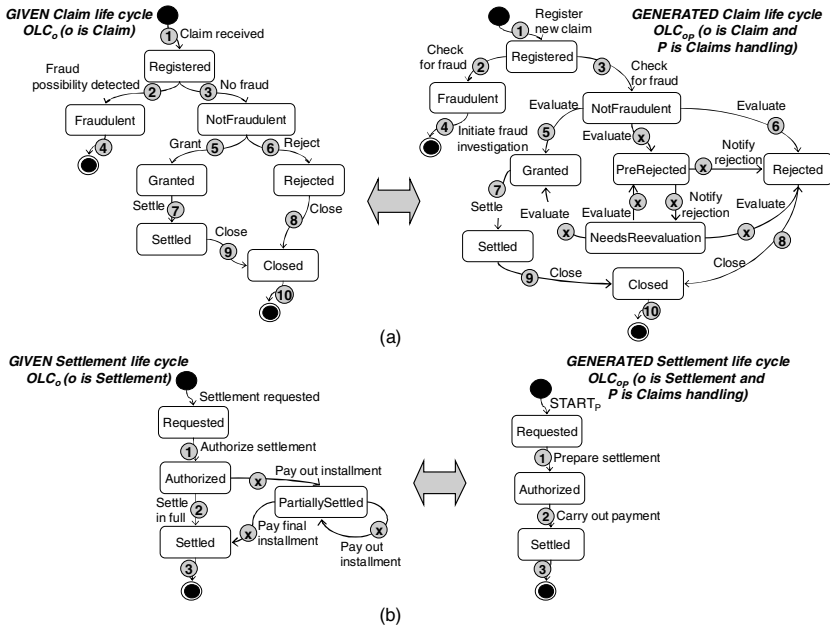 GIVEN Claim life cycle
OLCo (o is Claim)
1
Claim received
Registered
Fraud
possibility detected
2
3
No fraud
Fraudulent
NotFraudulent
4
Grant
5
6
Reject
Granted
Rejected
Settle
7
8
Close
Settled
Close
9
Closed
10
GENERATED Claim life cycle
OLCoP (o is Claim and
P is Claims handling)
Register
new claim
1
Check
for fraud
2
Registered
3
Check
for fraud
Fraudulent
NotFraudulent
Evaluate
Evaluate
4
Initiate fraud
investigation
5
Evaluate
x
6
Notify
rejection
Granted
PreRejected
x
Rejected
7
Settle
Evaluate
Evaluate
x
x
Notify
rejection
Evaluate
x
NeedsReevaluation
x
8
Settled
Close
9
Close
Closed
10
(a)
GIVEN Settlement life cycle
OLCo (o is Settlement)
Settlement requested
Requested
1
Authorize settlement
Authorized
x
Pay out installment
Settle
in full
2
PartiallySettled
x
Pay final
installment
x
Settled
Pay out
installment
3
GENERATED Settlement life cycle
OLCoP (o is Settlement and
P is Claims handling)
STARTP
Requested
1
Prepare settlement
Authorized
2
Carry out payment
Settled
3
(b)